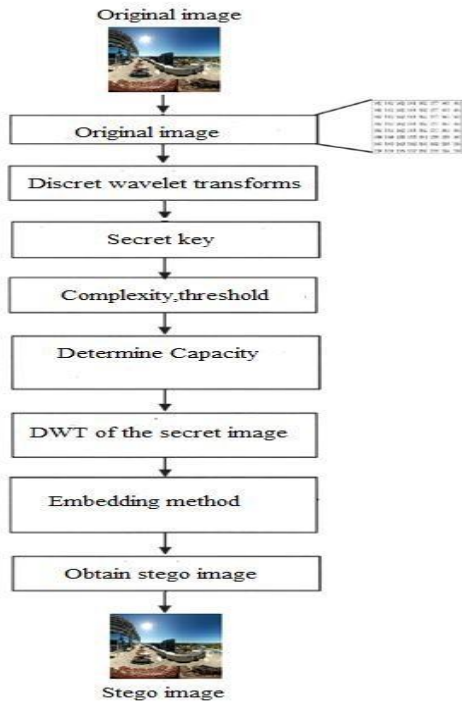 Original image
Original image
Discret wavelet transforms
Secret key
Complexity,threshold
Determine Capacity
DWT of the secret image
Embedding method
Obtain stego image
Stego image